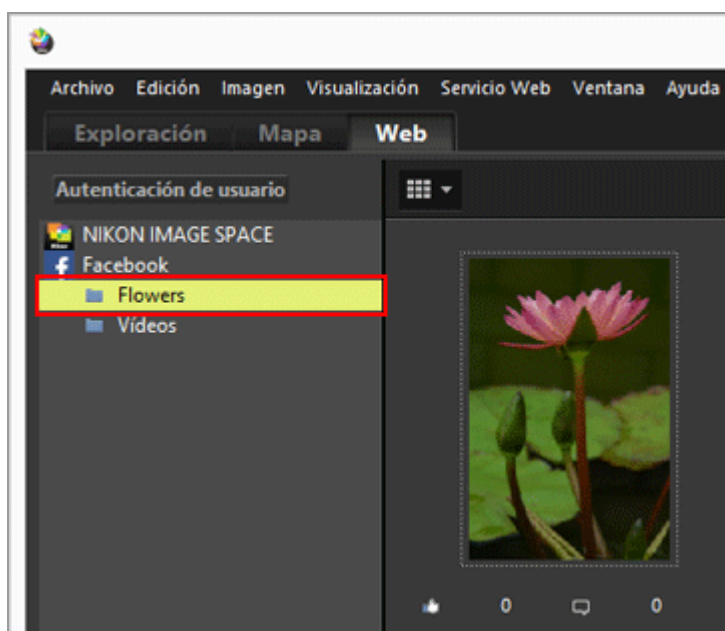 Archivo Edición Imagen Visualización Servicio Web Ventana Ayuda
Exploración Mapa Web
Autenticación de usuario
NIKON IMAGE SPACE
Facebook
Flowers
Vídeos
0 0